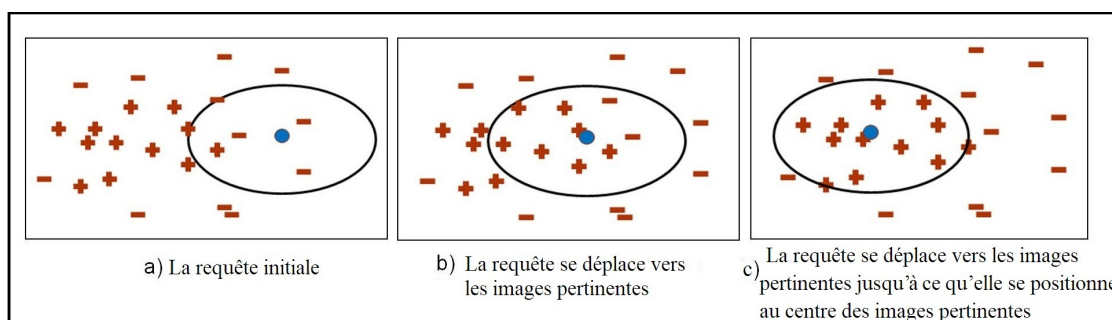 a) La requête initiale
b) La requête se déplace vers
les images pertinentes
c) La requête se déplace vers les images
pertinentes jusqu'à ce qu'elle se positionne
au centre des images pertinentes